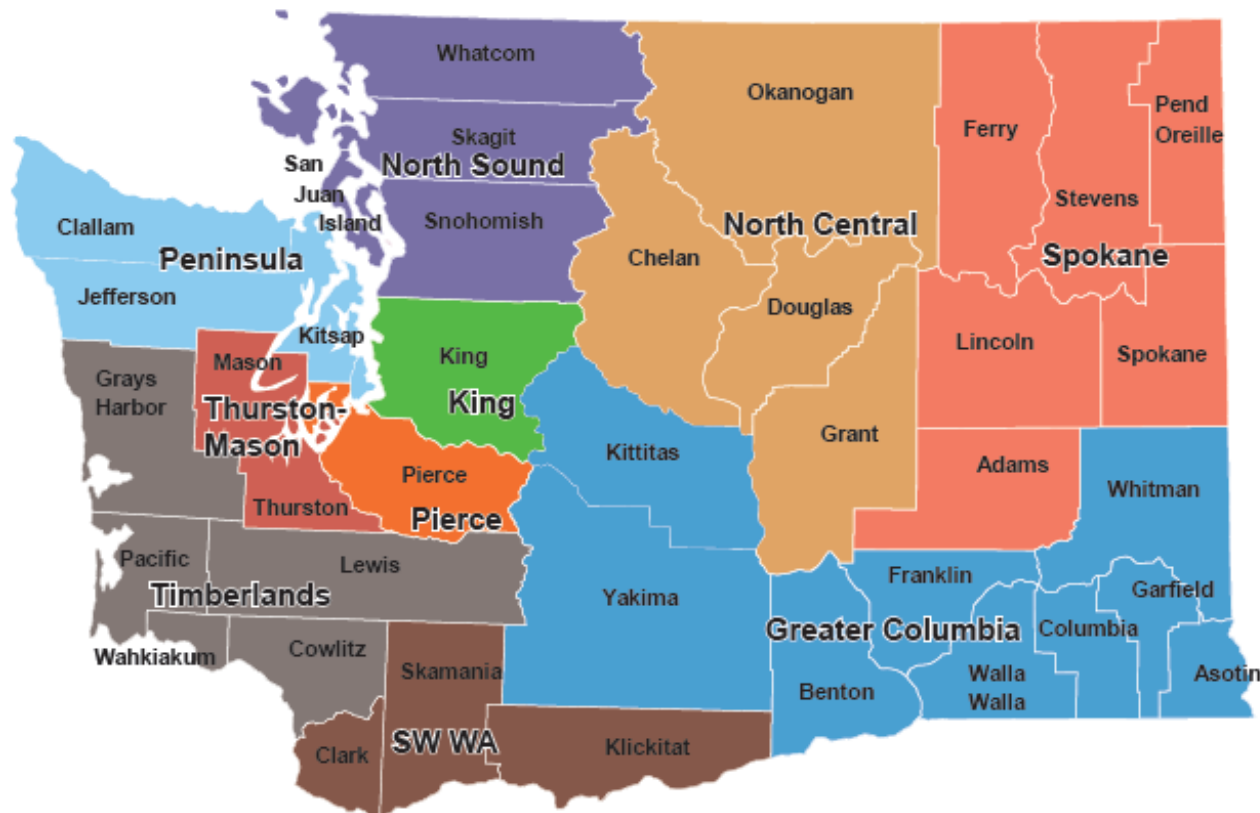 Whatcom
Skagit
North Sound
San
Juan
Island
Snohomish
Clallam
Peninsula
Jefferson
Kitsap
Mason
Grays
Harbor
Thurston-
Mason
Thurston
King
King
Pierce
Pierce
Pacific
Lewis
Timberlands
Wahkiakum
Cowlitz
Skamania
Clark
SW WA
Klickitat
Okanogan
North Central
Chelan
Douglas
Grant
Kittitas
Yakima
Ferry
Stevens
Pend
Oreille
Spokane
Lincoln
Spokane
Adams
Whitman
Franklin
Greater Columbia
Benton
Walla
Walla
Columbia
Garfield
Asotin